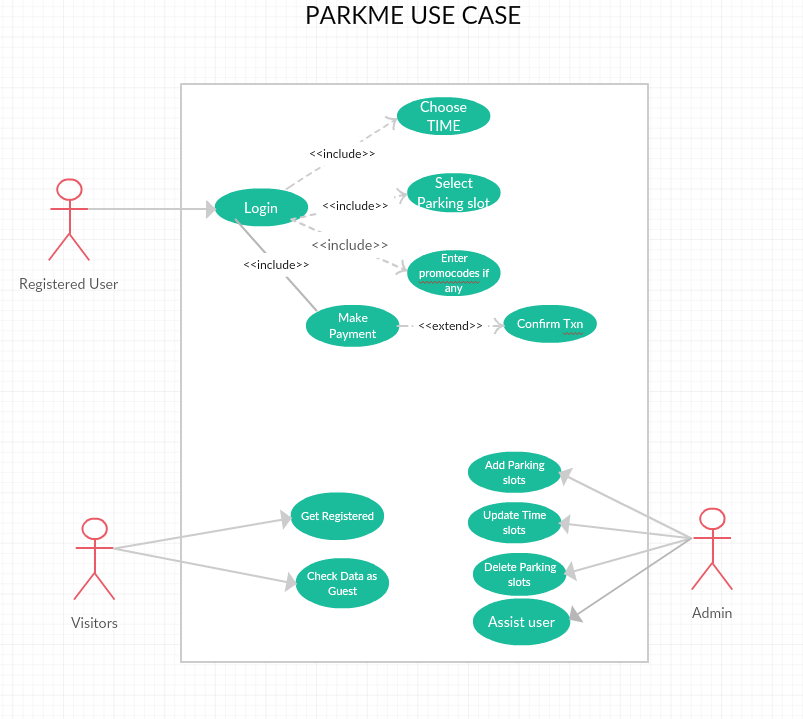 PARKME USE CASE
Choose
TIME
<<include>>
Select
Parking slot
Login
<<include>>
<<include>>
<<include>>
Enter
promocodes if
any
Registered User
Make
Payment
<<extend>>
Confirm Txn
Add Parking
slots
Get Registered
Update Time
slots
Delete Parking
slots
Check Data as
Guest
Assist user
Visitors
Admin